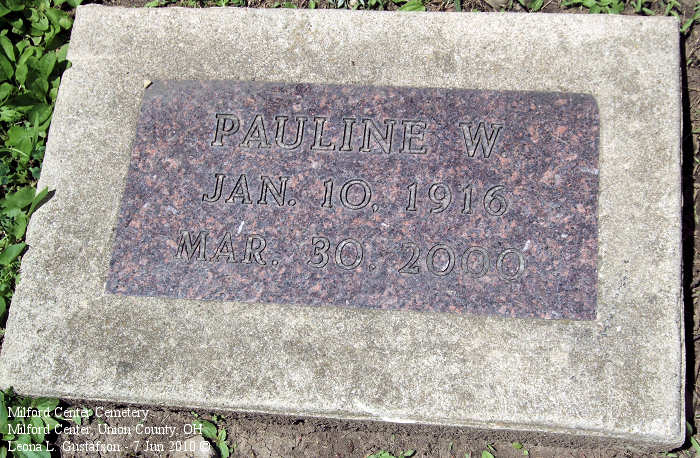 PAULINE W
JAN. 10, 1916
MAR. 30. 2000
Milford Center Cemetery
Milford Center, Union County, OH
Leona L. Gustafson - 7 Jun 2010 ©